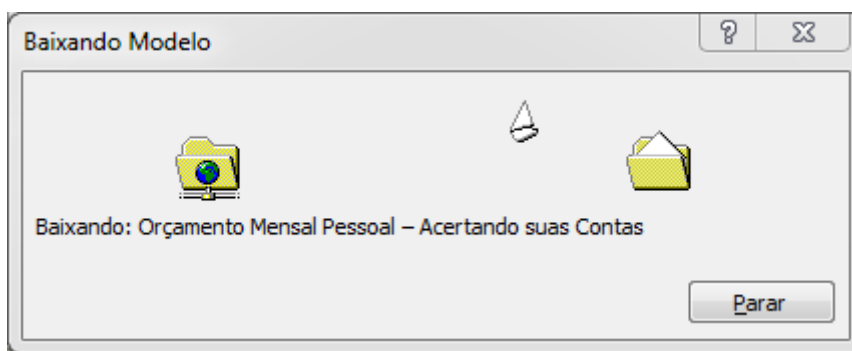 Baixando Modelo
Baixando: Orçamento Mensal Pessoal – Acertando suas Contas
Parar